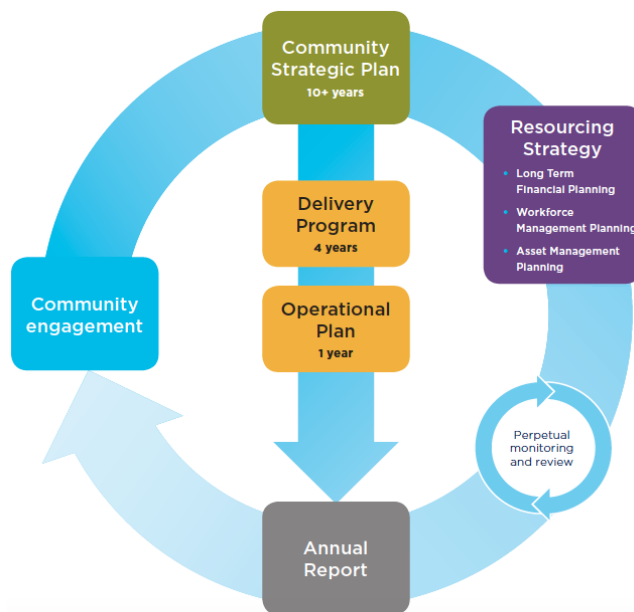 Community
Strategic Plan
10+ years
Resourcing
Strategy
• Long Term
Financial Planning
• Workforce
Management Planning
• Asset Management
Planning
Delivery
Program
4 years
Community
engagement
Operational
Plan
1 year
Perpetual
monitoring
and review
Annual
Report